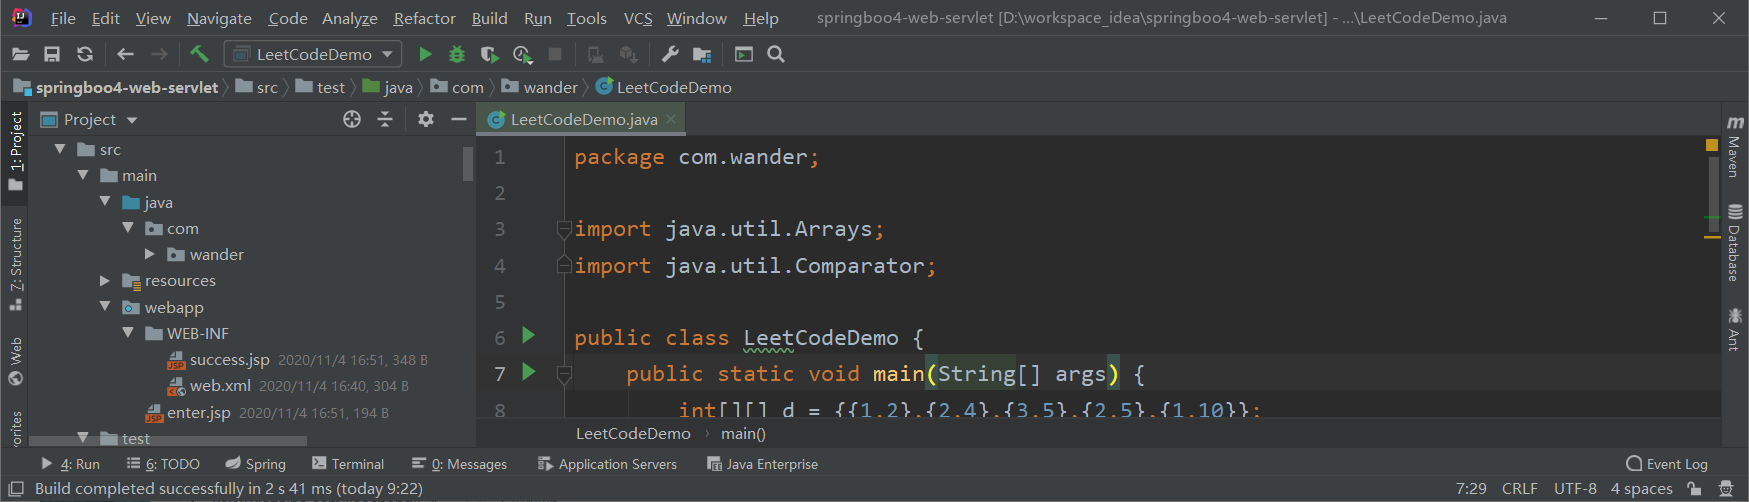 File Edit View Navigate Code Analyze Refactor Build Run Tools VCS Window Help springboo4-web-servlet [D:\workspace_idea\springboo4-web-servlet] - ...\LeetCodeDemo.java
LeetCodeDemo
springboo4-web-servlet src test java com wander LeetCodeDemo
1: Project
7: Structure
Web
Project
src
main
java
com
wander
resources
webapp
WEB-INF
success.jsp 2020/11/4 16:51, 348 B
web.xml 2020/11/4 16:40, 304 B
enter.jsp 2020/11/4 16:51, 194 B
test
LeetCodeDemo.java
1 package com.wander;
2
3 import java.util.Arrays;
4 import java.util.Comparator;
5
6 public class LeetCodeDemo {
7 public static void main(String[] args) {
8 int[][] d = {{1,2},{2,4},{3,5},{2,5},{1,10}};
LeetCodeDemo › main()
Maven
Database
Ant
4: Run 6: TODO Spring Terminal 0: Messages Application Servers Java Enterprise Event Log
Build completed successfully in 2 s 41 ms (today 9:22) 7:29 CRLF UTF-8 4 spaces